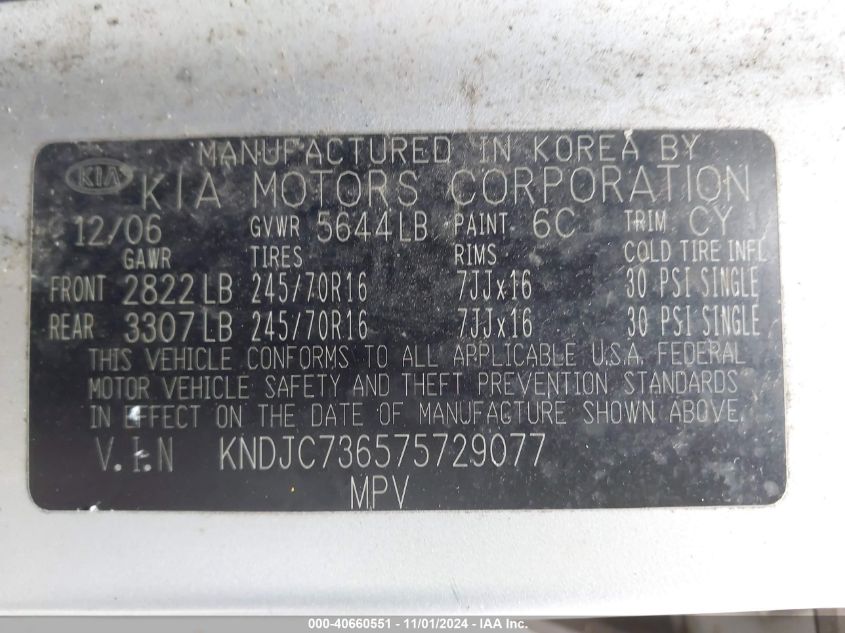 MANUFACTURED IN KOREA BY
KIA KIA MOTORS CORPORATION
12/06 GVWR 5644LB PAINT 6C TRIM CY
GAWR TIRES RIMS COLD TIRE INFL
FRONT 2822LB 245/70R16 7JJx16 30 PSI SINGLE
REAR 3307LB 245/70R16 7JJx16 30 PSI SINGLE
THIS VEHICLE CONFORMS TO ALL APPLICABLE U.S.A. FEDERAL
MOTOR VEHICLE SAFETY AND THEFT PREVENTION STANDARDS
IN EFFECT ON THE DATE OF MANUFACTURE SHOWN ABOVE.
V.I.N KNDJC736575729077
MPV
000-40660551 - 11/01/2024 - IAA Inc.